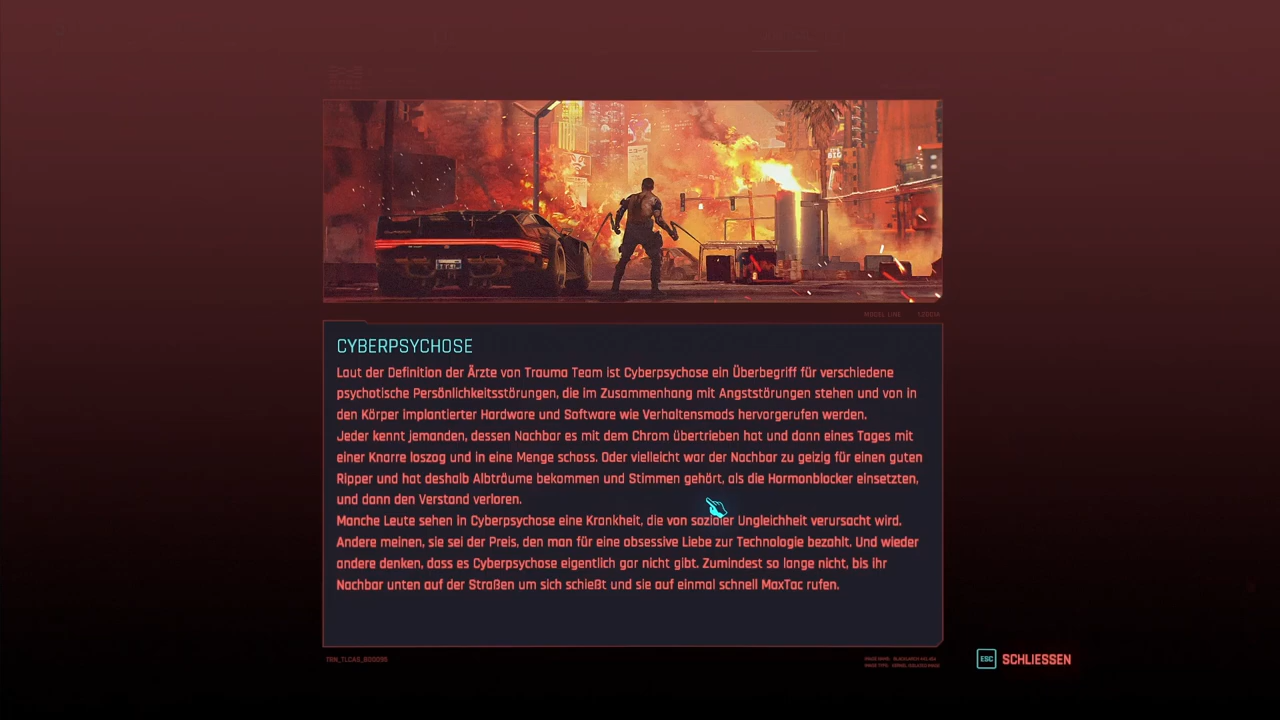 MODEL LINE
CYBERPSYCHOSE
Laut der Definition der Ärzte von Trauma Team ist Cyberpsychose ein Überbegriff für verschiedene
psychotische Persönlichkeitsstörungen, die im Zusammenhang mit Angststörungen stehen und von in
den Körper implantierter Hardware und Software wie Verhaltensmods hervorgerufen werden.
Jeder kennt jemanden, dessen Nachbar es mit dem Chrom übertrieben hat und dann eines Tages mit
einer Knarre loszog und in eine Menge schoss. Oder vielleicht war der Nachbar zu geizig für einen guten
Ripper und hat deshalb Albträume bekommen und Stimmen gehört, als die Hormonblocker einsetzten,
und dann den Verstand verloren.
Manche Leute sehen in Cyberpsychose eine Krankheit, die von sozialer Ungleichheit verursacht wird.
Andere meinen, sie sei der Preis, den man für eine obsessive Liebe zur Technologie bezahlt. Und wieder
andere denken, dass es Cyberpsychose eigentlich gar nicht gibt. Zumindest so lange nicht, bis ihr
Nachbar unten auf der Straßen um sich schießt und sie auf einmal schnell MaxTac rufen.
TRN_TLCAS_800095
ESC SCHLIESSEN